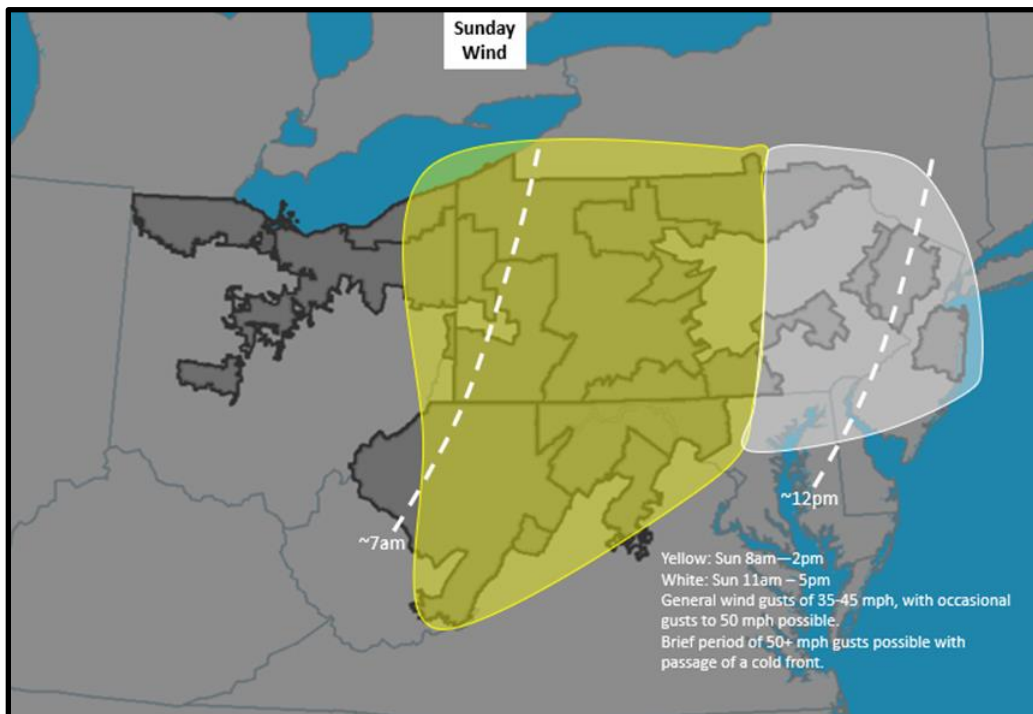 Sunday
Wind
~7am
~12pm
Yellow: Sun 8am—2pm
White: Sun 11am – 5pm
General wind gusts of 35-45 mph, with occasional
gusts to 50 mph possible.
Brief period of 50+ mph gusts possible with
passage of a cold front.